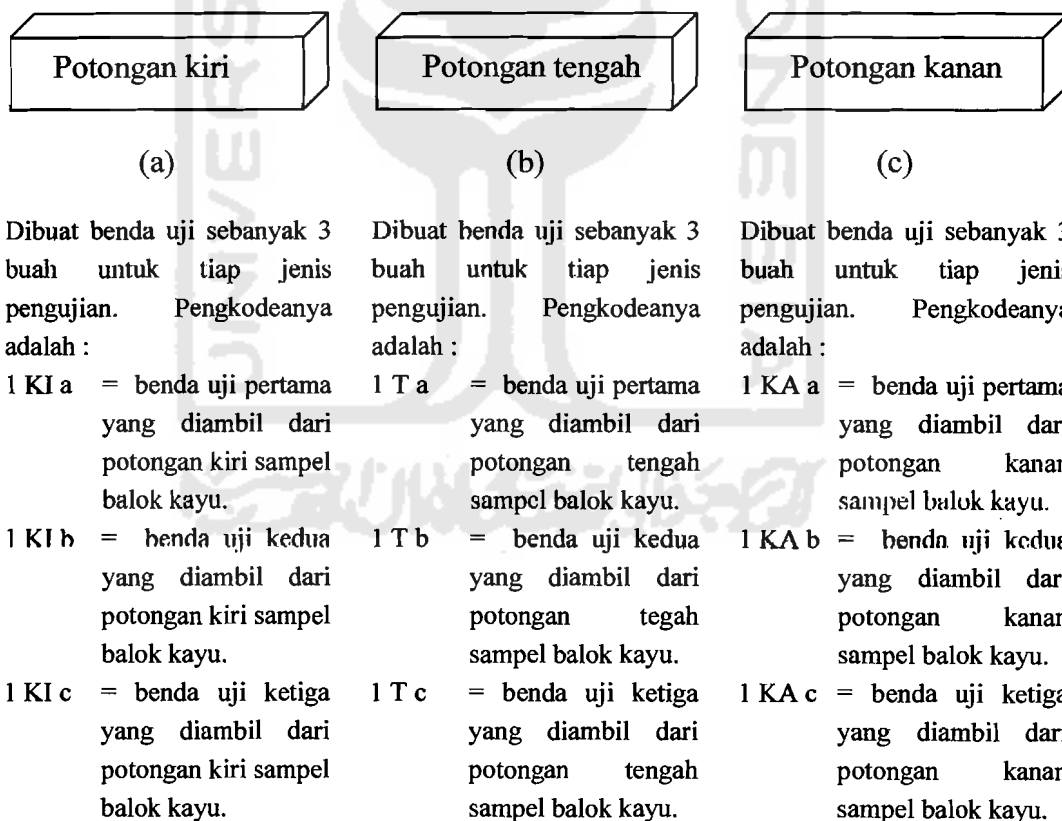 Potongan kiri
(a)
Dibuat benda uji sebanyak 3
buah untuk tiap jenis
pengujian. Pengkodeanya
adalah :
1 KI a = benda uji pertama
yang diambil dari
potongan kiri sampel
balok kayu.
1 KI b = benda uji kedua
yang diambil dari
potongan kiri sampel
balok kayu.
1 KI c = benda uji ketiga
yang diambil dari
potongan kiri sampel
balok kayu.
Potongan tengah
(b)
Dibuat benda uji sebanyak 3
buah untuk tiap jenis
pengujian. Pengkodeanya
adalah :
1 T a = benda uji pertama
yang diambil dari
potongan tengah
sampel balok kayu.
1 T b = benda uji kedua
yang diambil dari
potongan tegah
sampel balok kayu.
1 T c = benda uji ketiga
yang diambil dari
potongan tengah
sampel balok kayu.
Potongan kanan
(c)
Dibuat benda uji sebanyak 3
buah untuk tiap jenis
pengujian. Pengkodeanya
adalah :
1 KA a = benda uji pertama
yang diambil dari
potongan kanan
sampel balok kayu.
1 KA b = benda uji kedua
yang diambil dari
potongan kanan
sampel balok kayu.
1 KA c = benda uji ketiga
yang diambil dari
potongan kanan
sampel balok kayu.